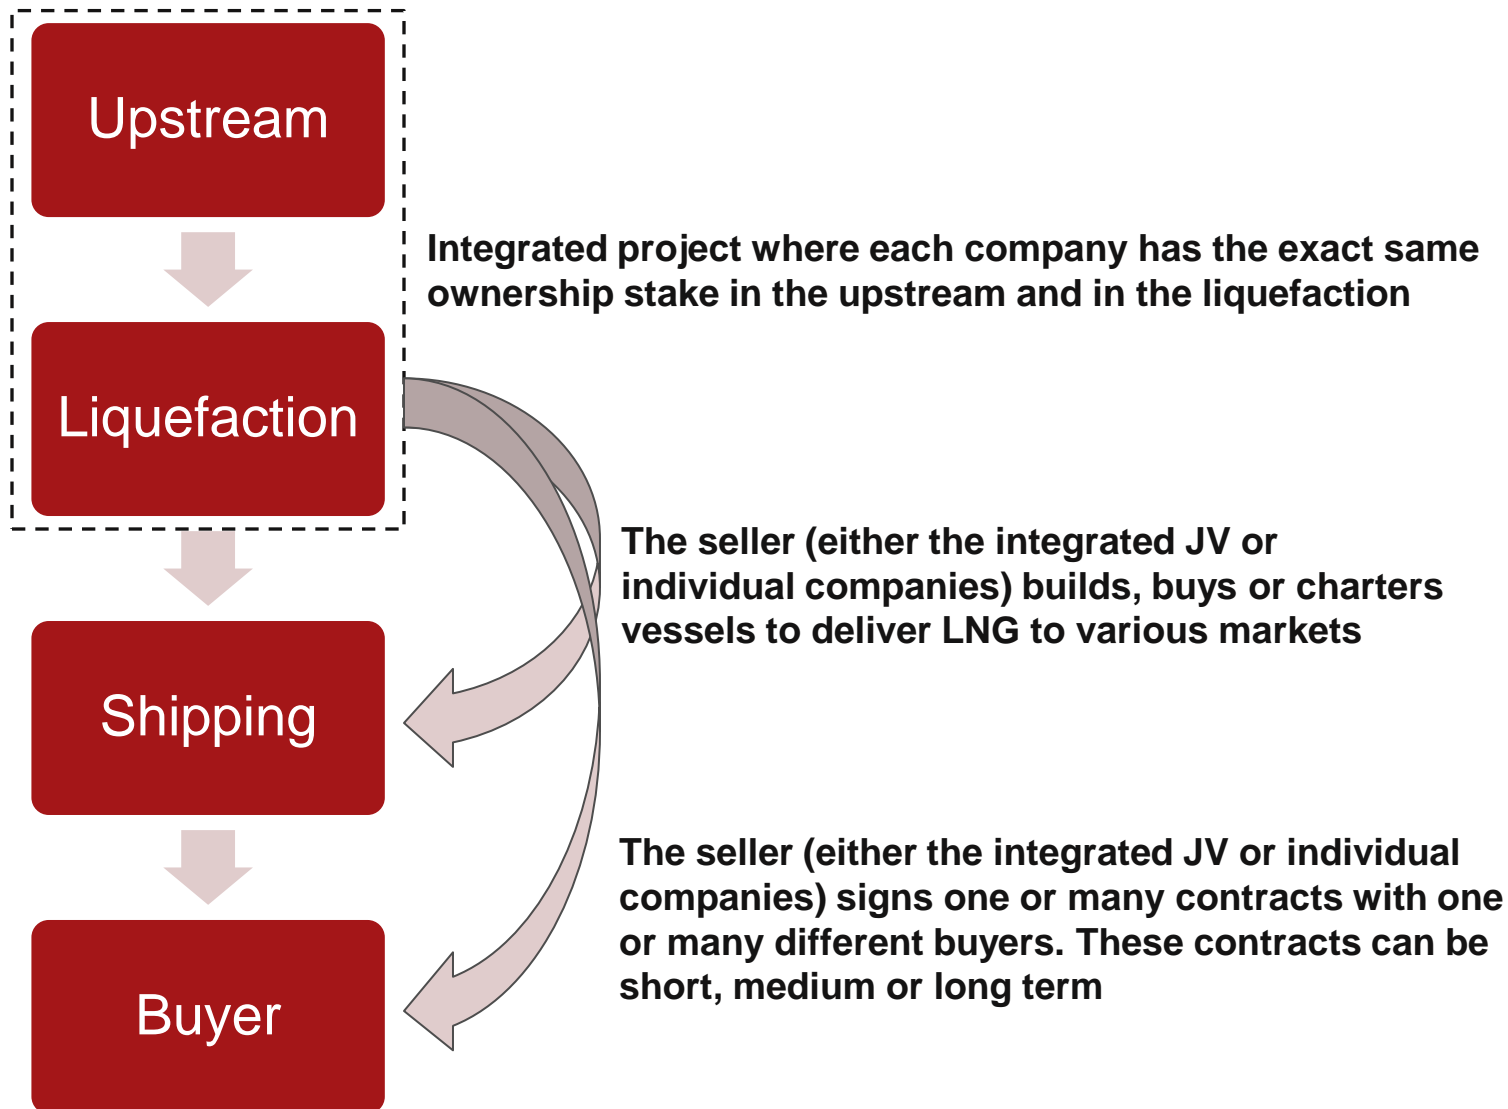 Upstream
Integrated project where each company has the exact same
ownership stake in the upstream and in the liquefaction
Liquefaction
The seller (either the integrated JV or
individual companies) builds, buys or charters
vessels to deliver LNG to various markets
Shipping
The seller (either the integrated JV or individual
companies) signs one or many contracts with one
or many different buyers. These contracts can be
short, medium or long term
Buyer